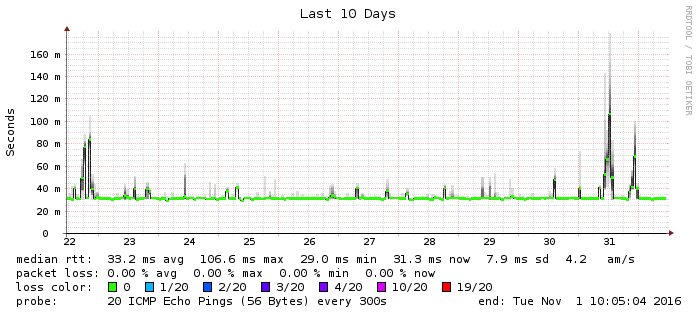 Last 10 Days
RRDTOOL / TOBI OETIKER
Seconds
160 m
140 m
120 m
100 m
80 m
60 m
40 m
20 m
0
22 23 24 25 26 27 28 29 30 31
median rtt: 33.2 ms avg 106.6 ms max 29.0 ms min 31.3 ms now 7.9 ms sd 4.2 am/s
packet loss: 0.00 % avg 0.00 % max 0.00 % min 0.00 % now
loss color: 0 1/20 2/20 3/20 4/20 10/20 19/20
probe: 20 ICMP Echo Pings (56 Bytes) every 300s end: Tue Nov 1 10:05:04 2016